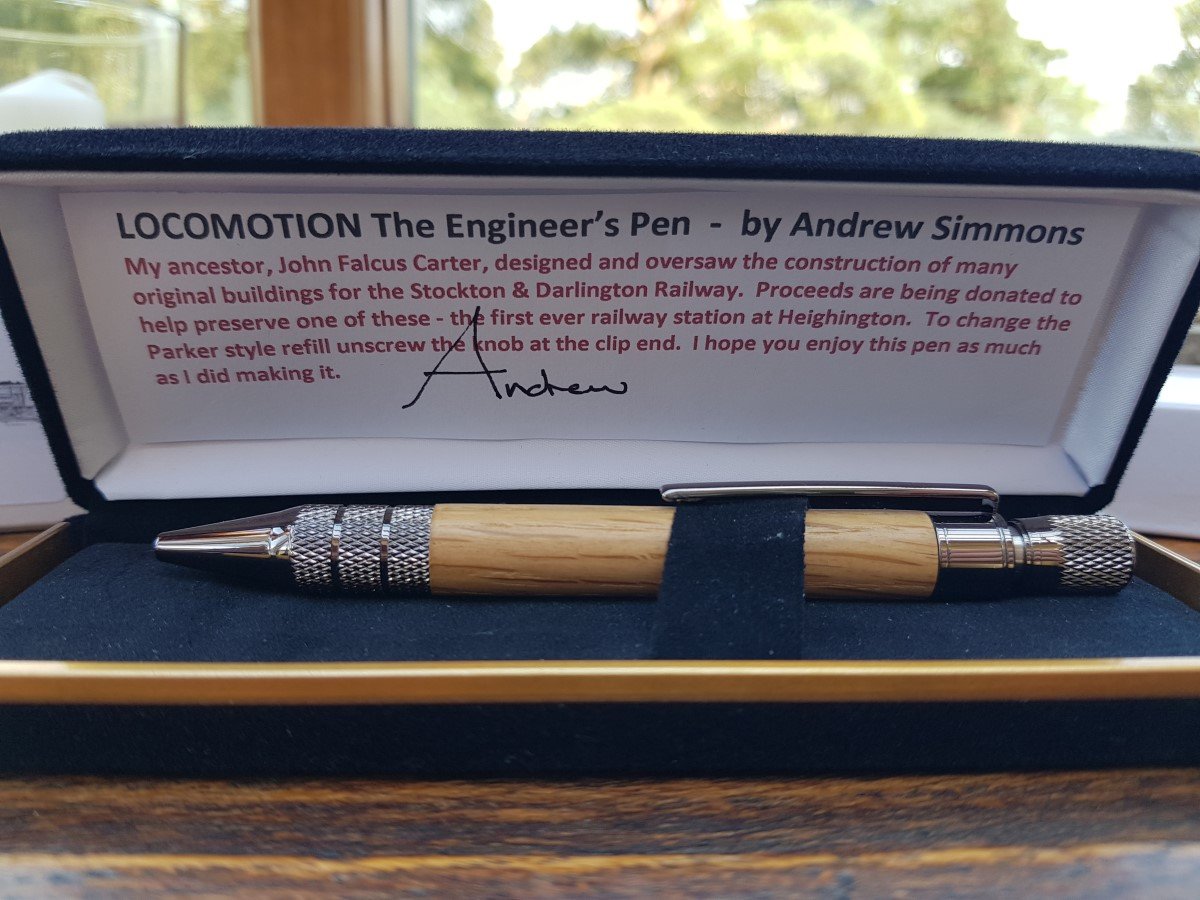 LOCOMOTION The Engineer's Pen - by Andrew Simmons
My ancestor, John Falcus Carter, designed and oversaw the construction of many
original buildings for the Stockton & Darlington Railway. Proceeds are being donated to
help preserve one of these - the first ever railway station at Heighington. To change the
Parker style refill unscrew the knob at the clip end. I hope you enjoy this pen as much
as I did making it.
Andrew